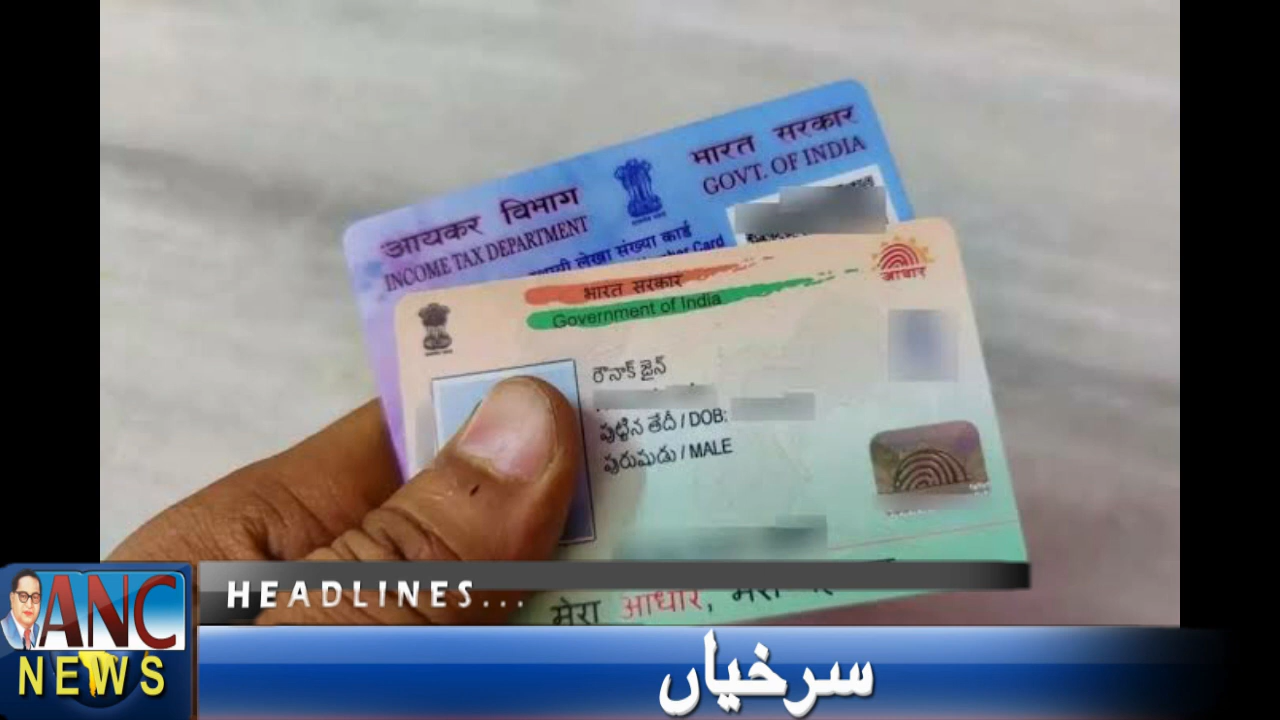 आयकर विभाग
INCOME TAX DEPARTMENT
भारत सरकार
GOVT. OF INDIA
स्थायी लेखा संख्या कार्ड
Card
भारत सरकार
Government of India
आधार
రౌనాక్ జైన్
పుట్టిన తేదీ / DOB:
పురుషుడు / MALE
मेरा आधार, मेरी
HEADLINES...
ANC
NEWS
سرخیاں